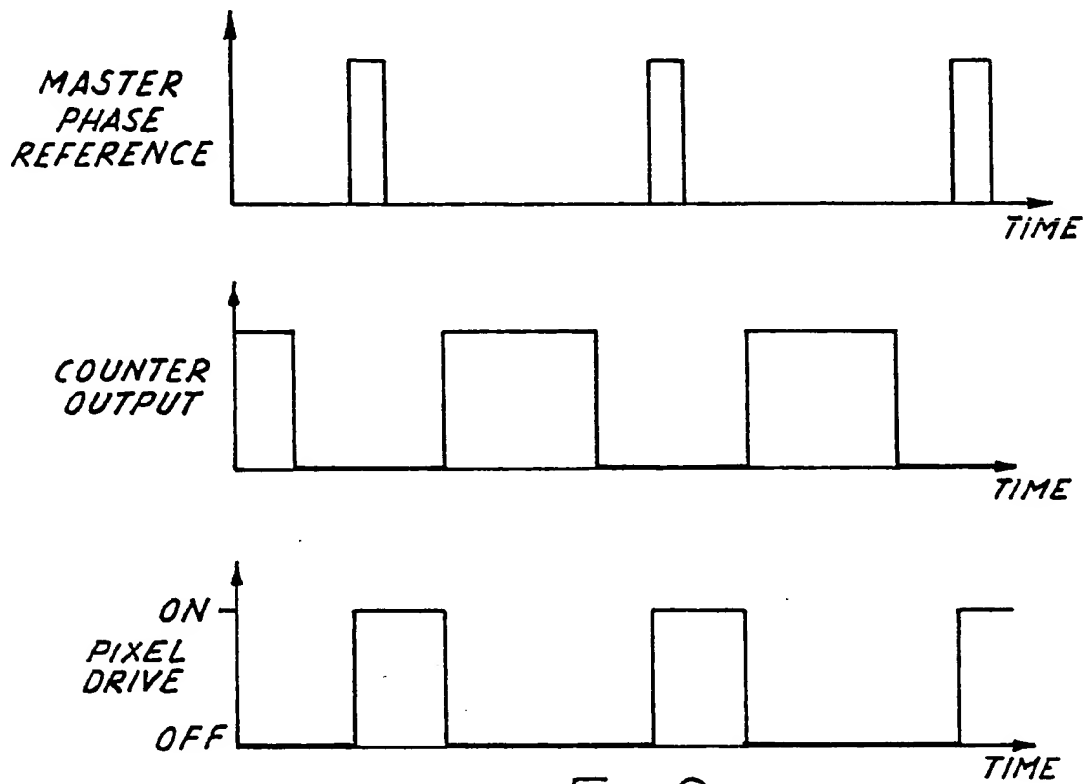 MASTER
PHASE
REFERENCE
TIME
COUNTER
OUTPUT
TIME
ON
PIXEL
DRIVE
OFF
TIME